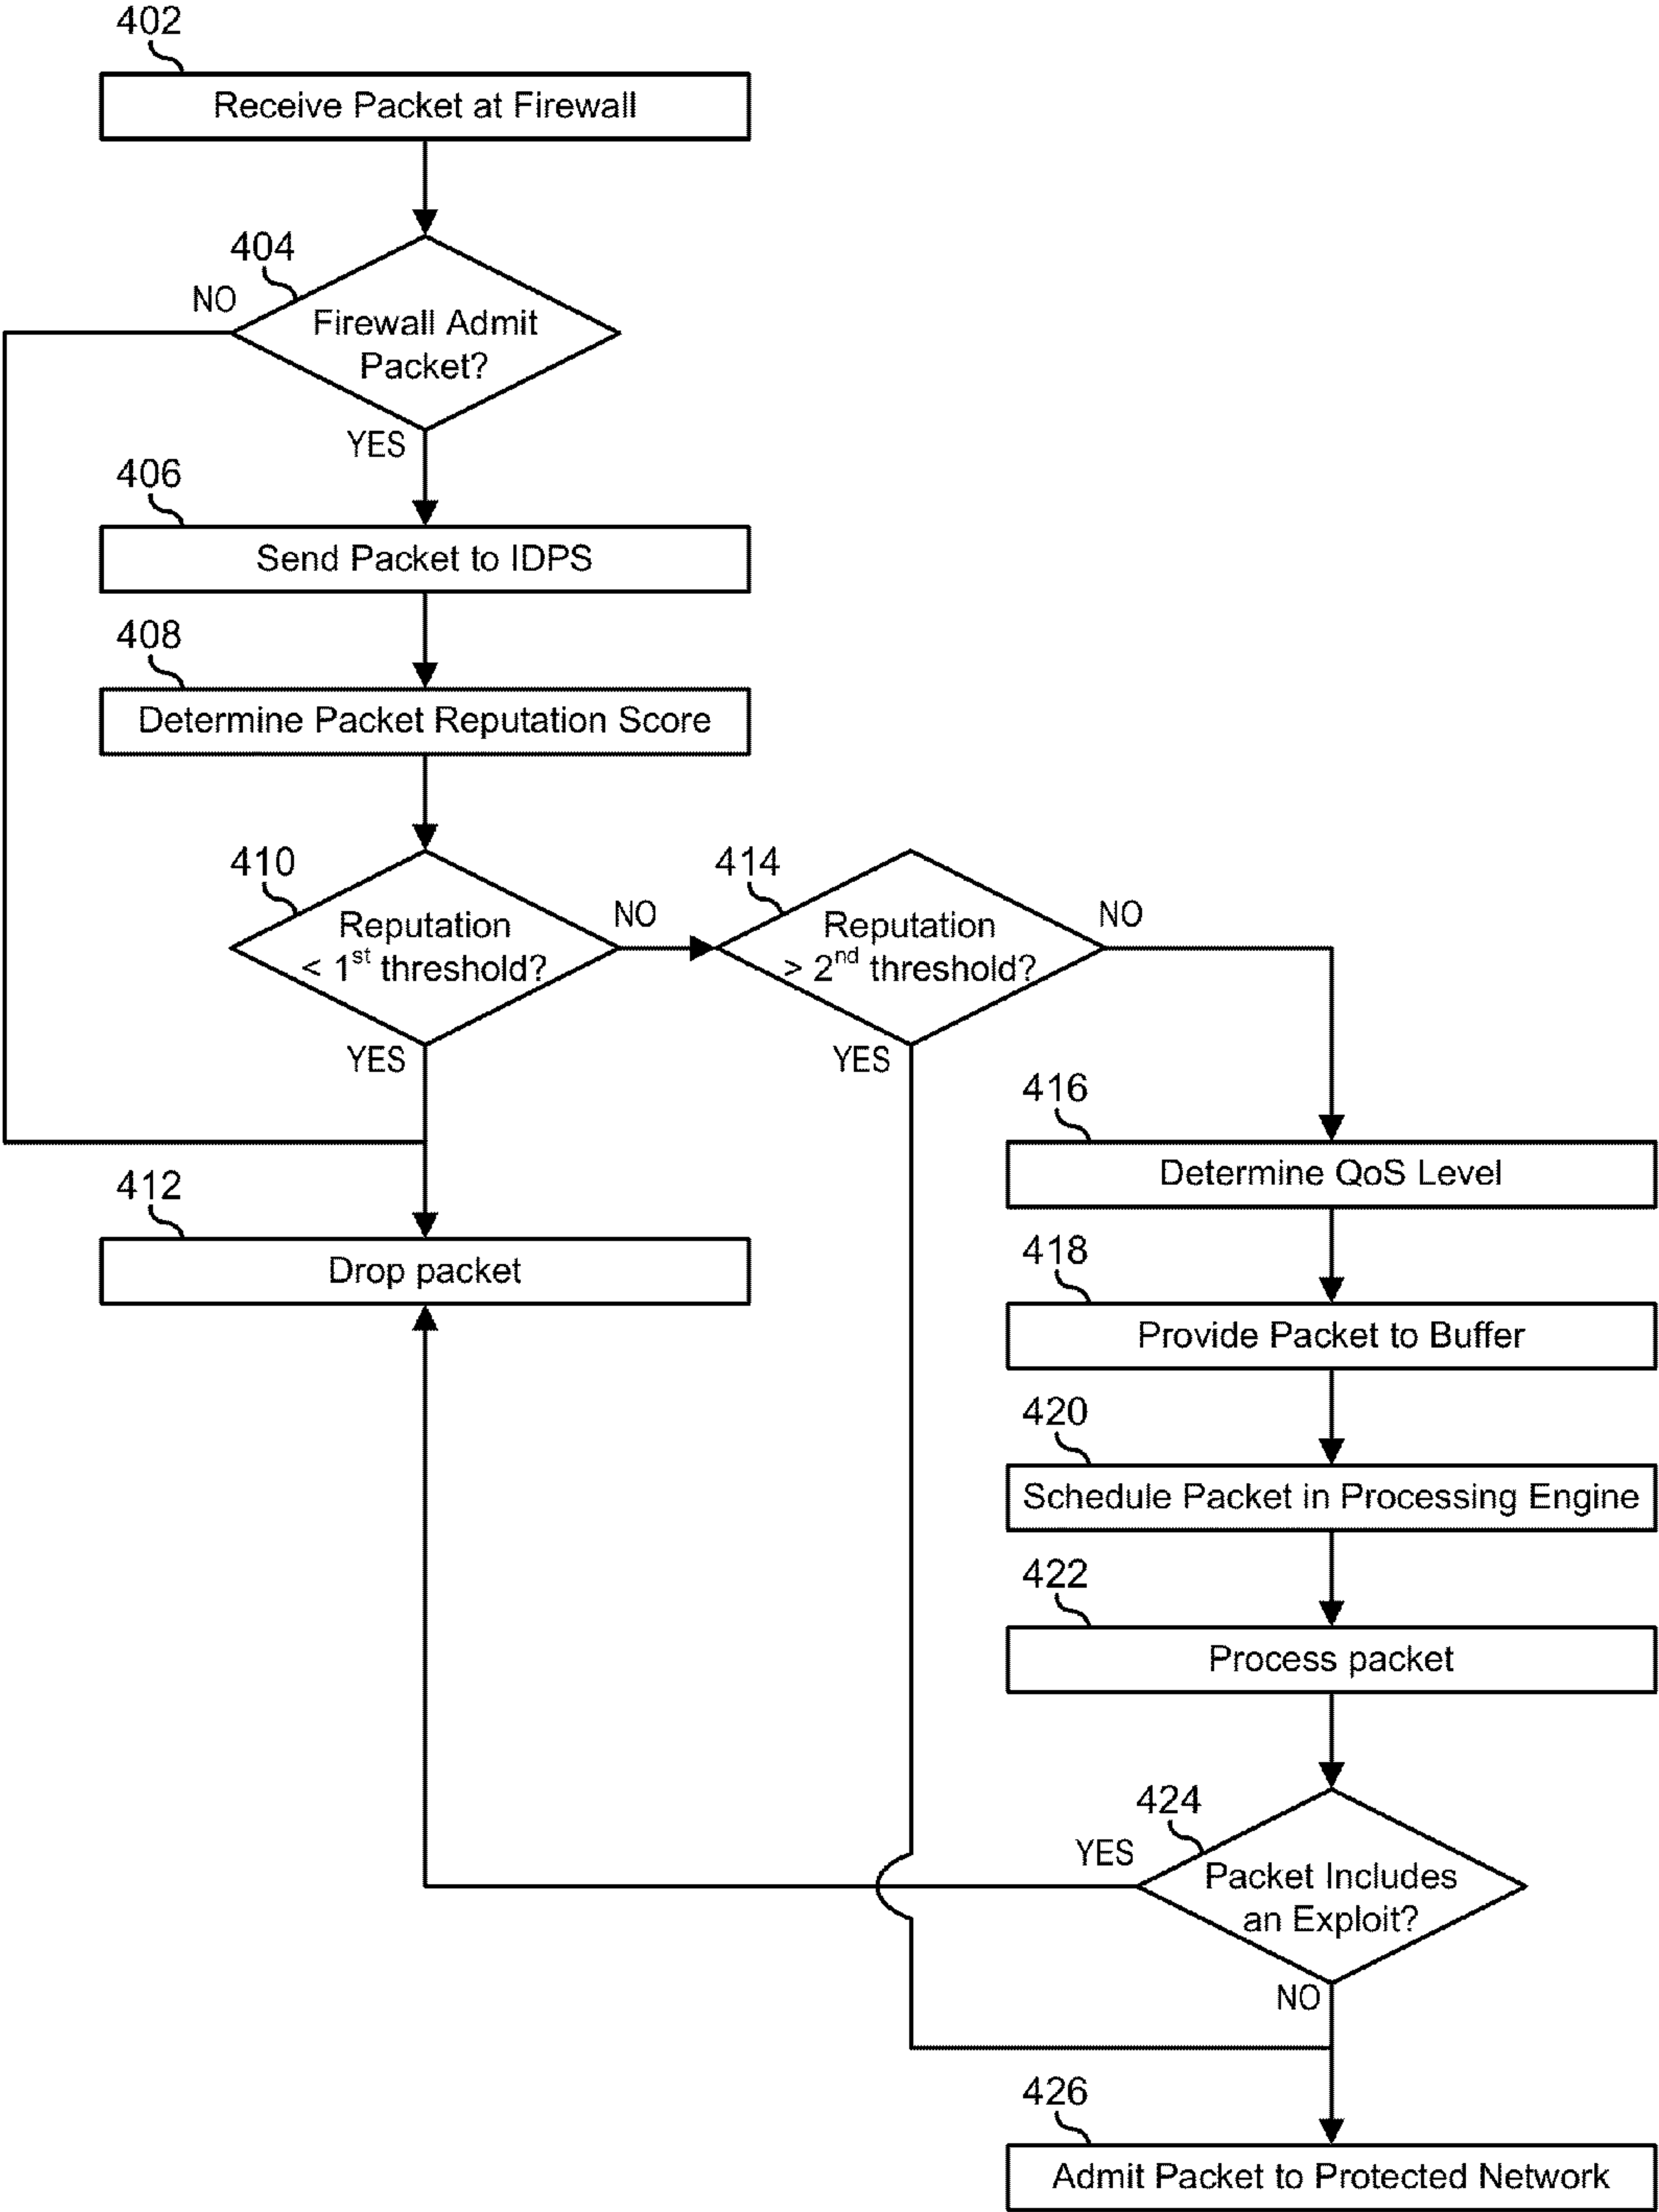 402
Receive Packet at Firewall
404
NO
Firewall Admit
Packet?
YES
406
Send Packet to IDPS
408
Determine Packet Reputation Score
410
Reputation
< 1st threshold?
NO
YES
414
Reputation
> 2nd threshold?
NO
YES
412
Drop packet
416
Determine QoS Level
418
Provide Packet to Buffer
420
Schedule Packet in Processing Engine
422
Process packet
424
YES
Packet Includes
an Exploit?
NO
426
Admit Packet to Protected Network